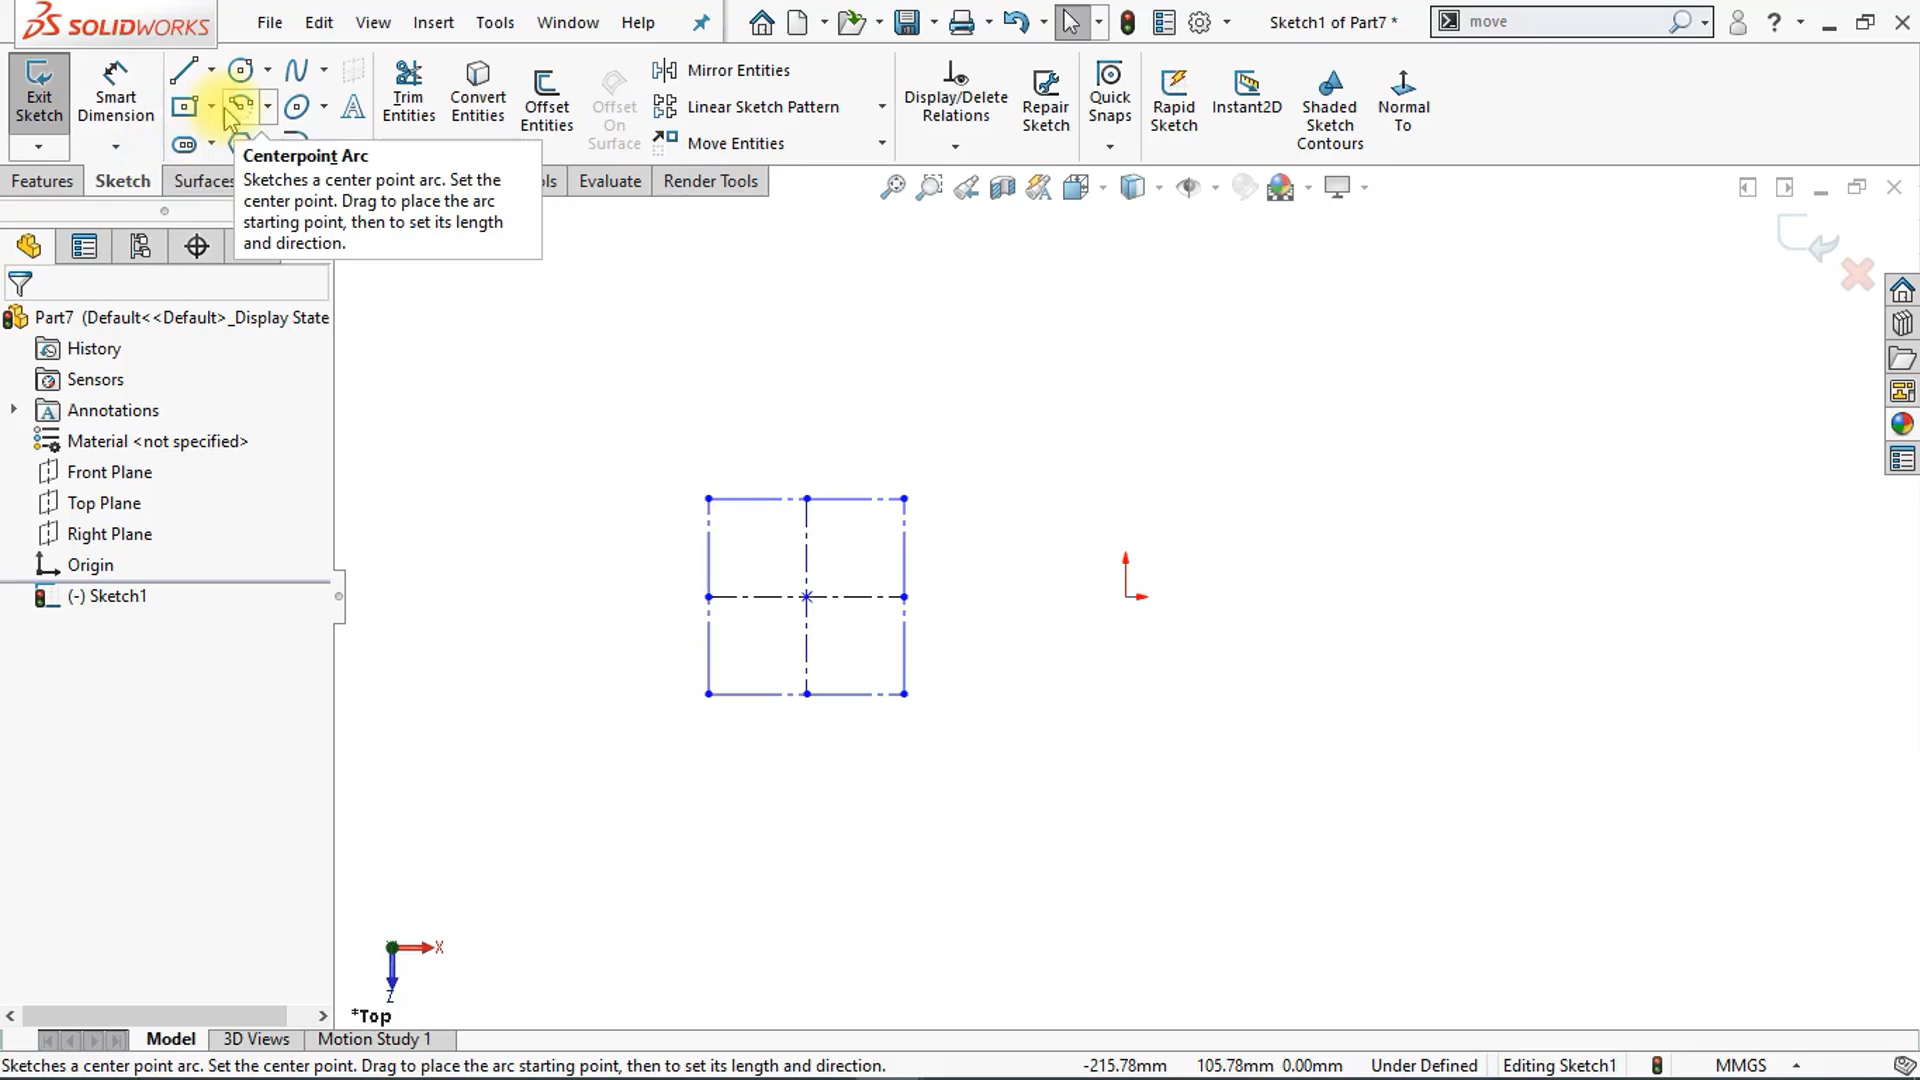 SOLIDWORKS
File Edit View Insert Tools Window Help
Sketch1 of Part7 *
move
Exit Sketch
Smart Dimension
Trim Entities
Convert Entities
Offset Entities
Offset On Surface
Mirror Entities
Linear Sketch Pattern
Move Entities
Display/Delete Relations
Repair Sketch
Quick Snaps
Rapid Sketch
Instant2D
Shaded Sketch Contours
Normal To
Features Sketch Surfaces Evaluate Render Tools
Centerpoint Arc
Sketches a center point arc. Set the
center point. Drag to place the arc
starting point, then to set its length
and direction.
Part7 (Default<<Default>_Display State
History
Sensors
Annotations
Material <not specified>
Front Plane
Top Plane
Right Plane
Origin
(-) Sketch1
X
Z
*Top
Model 3D Views Motion Study 1
Sketches a center point arc. Set the center point. Drag to place the arc starting point, then to set its length and direction. -215.78mm 105.78mm 0.00mm Under Defined Editing Sketch1 MMGS